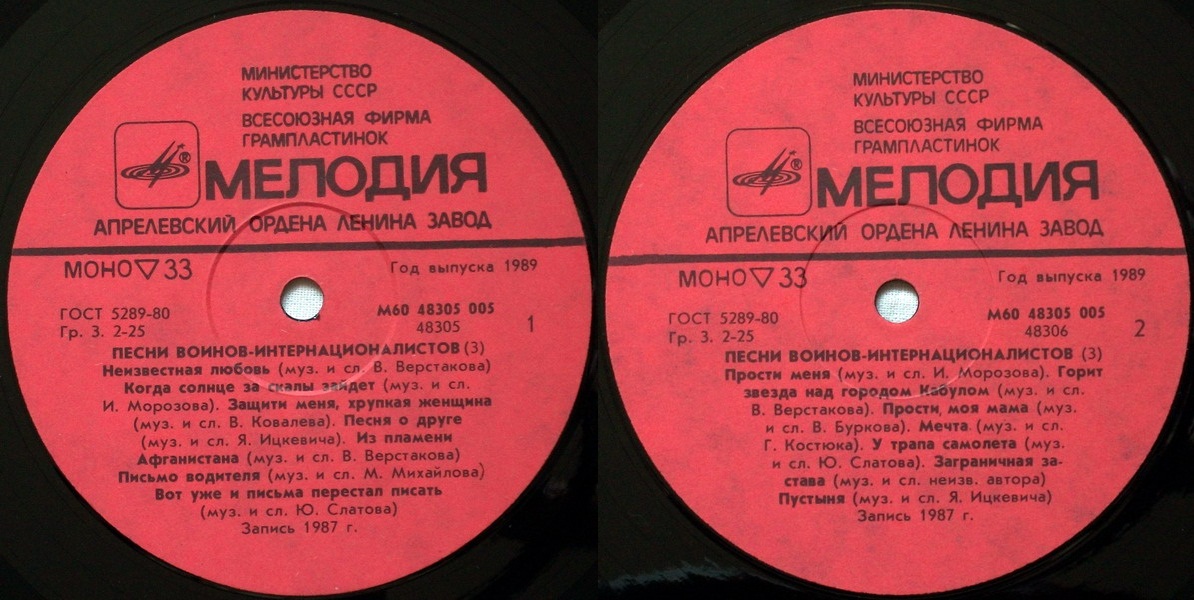 МИНИСТЕРСТВО
КУЛЬТУРЫ СССР
ВСЕСОЮЗНАЯ ФИРМА
ГРАМПЛАСТИНОК
®
МЕЛОДИЯ
АПРЕЛЕВСКИЙ ОРДЕНА ЛЕНИНА ЗАВОД
МОНО ▽ 33
Год выпуска 1989
ГОСТ 5289-80
Гр. 3. 2-25
М60 48305 005
48305
1
ПЕСНИ ВОИНОВ-ИНТЕРНАЦИОНАЛИСТОВ (3)
Неизвестная любовь (муз. и сл. В. Верстакова)
Когда солнце за скалы зайдет (муз. и сл.
И. Морозова). Защити меня, хрупкая женщина
(муз. и сл. В. Ковалева). Песня о друге
(муз. и сл. Я. Ицкевича). Из пламени
Афганистана (муз. и сл. В. Верстакова)
Письмо водителя (муз. и сл. М. Михайлова)
Вот уже и письма перестал писать
(муз. и сл. Ю. Слатова)
Запись 1987 г.
МИНИСТЕРСТВО
КУЛЬТУРЫ СССР
ВСЕСОЮЗНАЯ ФИРМА
ГРАМПЛАСТИНОК
®
МЕЛОДИЯ
АПРЕЛЕВСКИЙ ОРДЕНА ЛЕНИНА ЗАВОД
МОНО ▽ 33
Год выпуска 1989
ГОСТ 5289-80
Гр. 3. 2-25
М60 48305 005
48306
2
ПЕСНИ ВОИНОВ-ИНТЕРНАЦИОНАЛИСТОВ (3)
Прости меня (муз. и сл. И. Морозова). Горит
звезда над городом Кабулом (муз. и сл.
В. Верстакова). Прости, моя мама (муз.
и сл. В. Буркова). Мечта (муз. и сл.
Г. Костюка). У трапа самолета (муз.
и сл. Ю. Слатова). Заграничная за-
става (муз. и сл. неизв. автора)
Пустыня (муз. и сл. Я. Ицкевича)
Запись 1987 г.